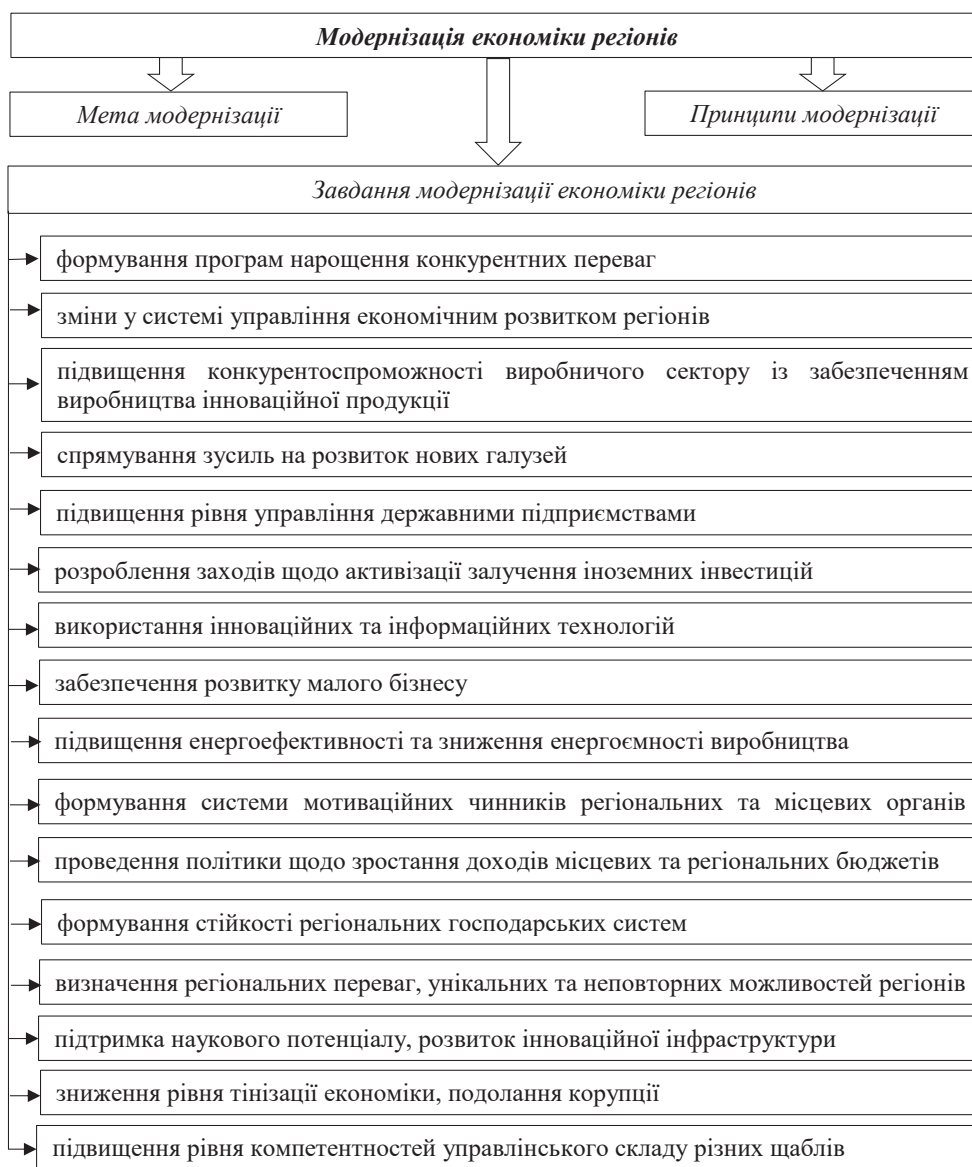 Модернізація економіки регіонів
Мета модернізації
Принципи модернізації
Завдання модернізації економіки регіонів
формування програм нарощення конкурентних переваг
зміни у системі управління економічним розвитком регіонів
підвищення конкурентоспроможності виробничого сектору із забезпеченням
виробництва інноваційної продукції
спрямування зусиль на розвиток нових галузей
підвищення рівня управління державними підприємствами
розроблення заходів щодо активізації залучення іноземних інвестицій
використання інноваційних та інформаційних технологій
забезпечення розвитку малого бізнесу
підвищення енергоефективності та зниження енергоємності виробництва
формування системи мотиваційних чинників регіональних та місцевих органів
проведення політики щодо зростання доходів місцевих та регіональних бюджетів
формування стійкості регіональних господарських систем
визначення регіональних переваг, унікальних та неповторних можливостей регіонів
підтримка наукового потенціалу, розвиток інноваційної інфраструктури
зниження рівня тінізації економіки, подолання корупції
підвищення рівня компетентностей управлінського складу різних щаблів